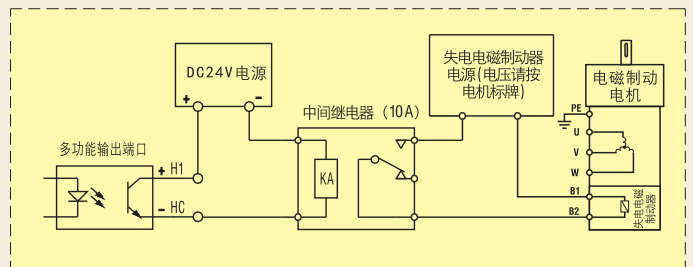 DC24V电源
+
-
失电电磁制动器
电源(电压请按
电机标牌)
电磁制动
电机
中间继电器(10A)
多功能输出端口
+ H1
- HC
KA
PE
U
V
W
B1
B2
失电电磁
制动器